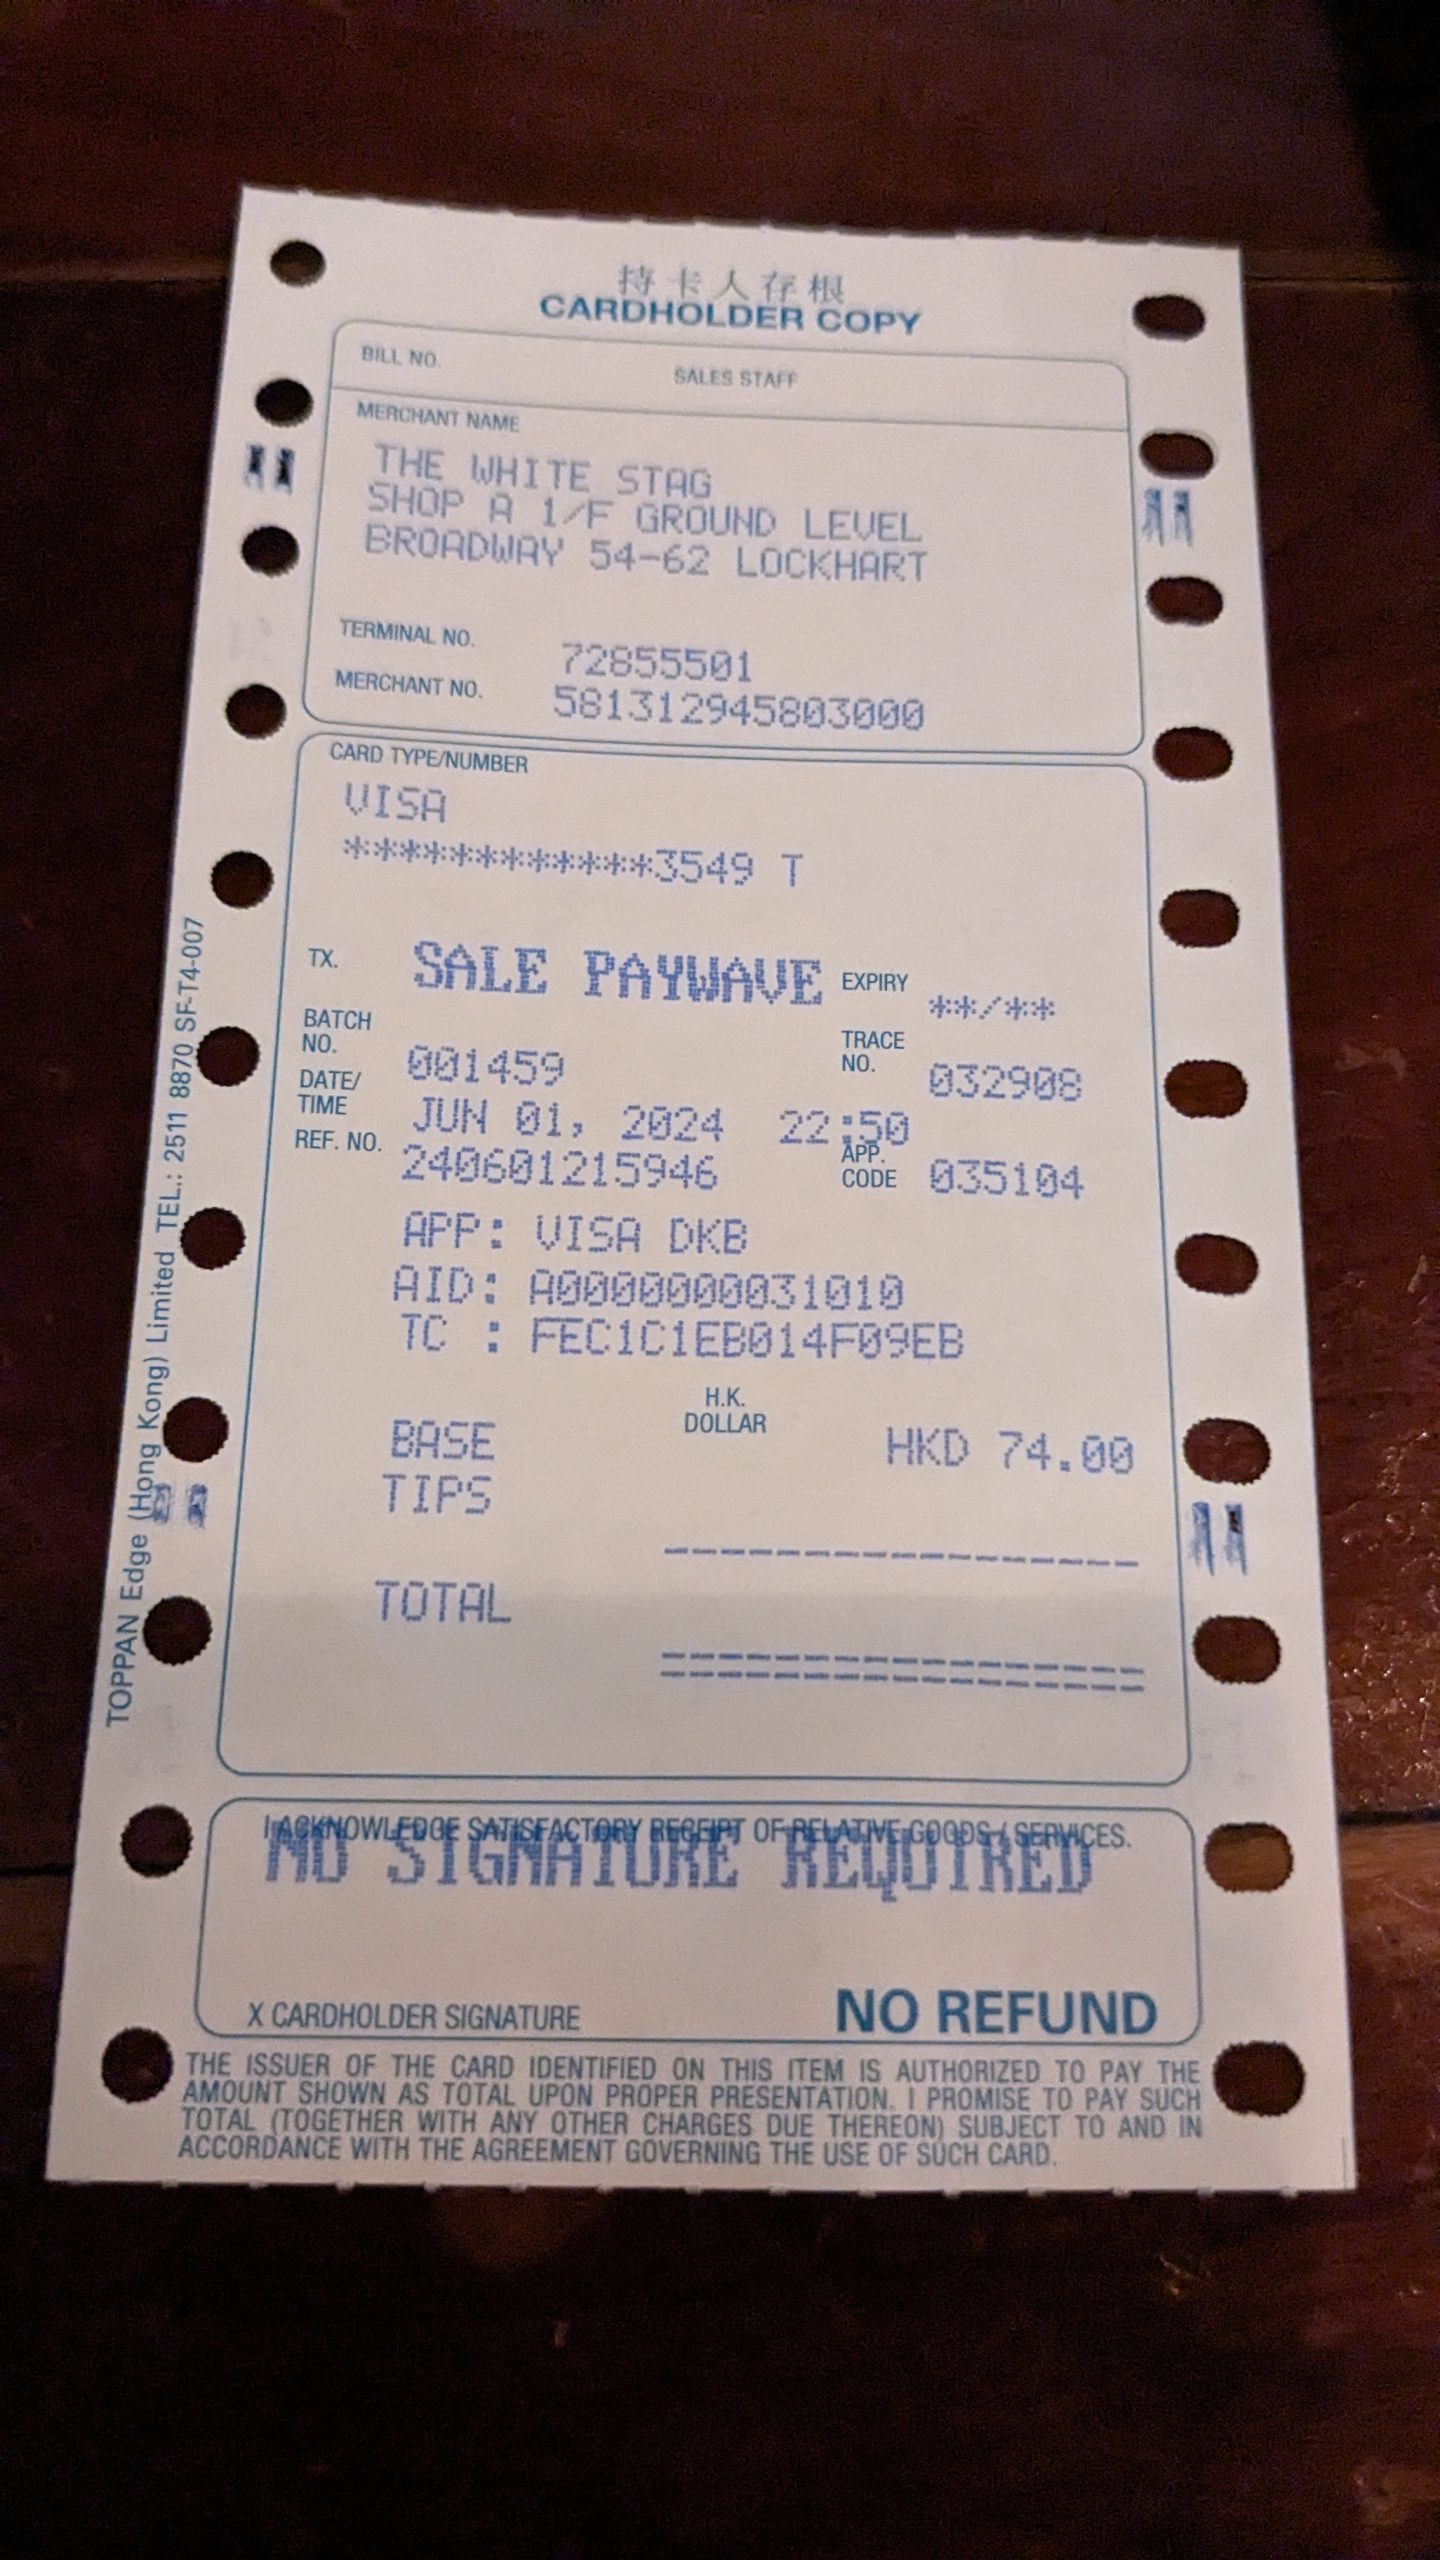 持卡人存根
CARDHOLDER COPY
BILL NO. SALES STAFF
MERCHANT NAME
THE WHITE STAG
SHOP A 1/F GROUND LEVEL
BROADWAY 54-62 LOCKHART
TERMINAL NO. 72855501
MERCHANT NO. 581312945803000
CARD TYPE/NUMBER
VISA
************3549 T
TX. SALE PAYWAVE EXPIRY **/**
BATCH NO. 001459 TRACE NO. 032908
DATE/TIME JUN 01, 2024 22:50
REF. NO. 240601215946 APP. CODE 035104
APP: VISA DKB
AID: A0000000031010
TC : FEC1C1EB014F09EB
H.K. DOLLAR
BASE HKD 74.00
TIPS
TOTAL
I ACKNOWLEDGE SATISFACTORY RECEIPT OF RELATIVE GOODS / SERVICES.
NO SIGNATURE REQUIRED
X CARDHOLDER SIGNATURE NO REFUND
THE ISSUER OF THE CARD IDENTIFIED ON THIS ITEM IS AUTHORIZED TO PAY THE
AMOUNT SHOWN AS TOTAL UPON PROPER PRESENTATION. I PROMISE TO PAY SUCH
TOTAL (TOGETHER WITH ANY OTHER CHARGES DUE THEREON) SUBJECT TO AND IN
ACCORDANCE WITH THE AGREEMENT GOVERNING THE USE OF SUCH CARD.
TOPPAN Edge (Hong Kong) Limited TEL.: 2511 8870 SF-T4-007